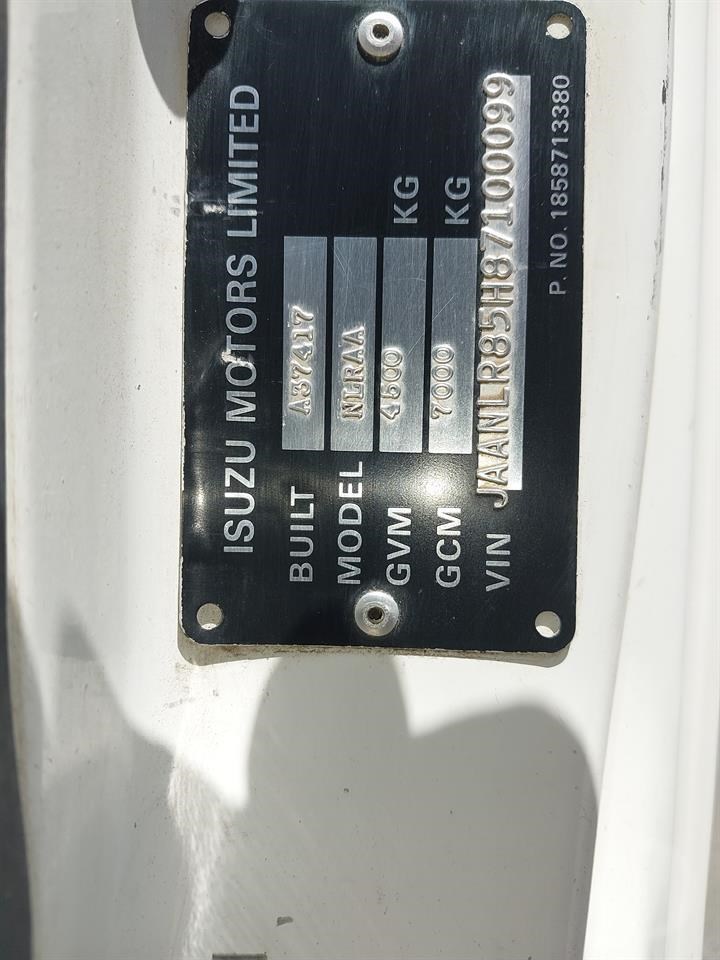 ISUZU MOTORS LIMITED
BUILT A37417
MODEL NLRAA
GVM 4500 KG
GCM 7000 KG
VIN JAANLR85H87100099
P. NO. 1858713380